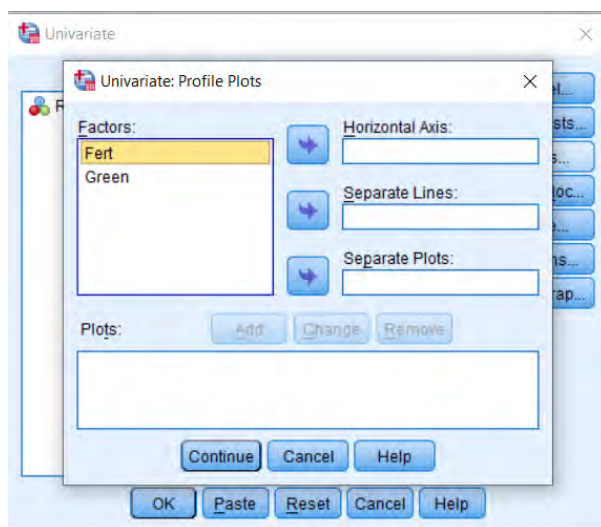 Univariate
Univariate: Profile Plots
Factors:
Fert
Green
Horizontal Axis:
Separate Lines:
Separate Plots:
Plots:
Add Change Remove
Continue Cancel Help
OK Paste Reset Cancel Help